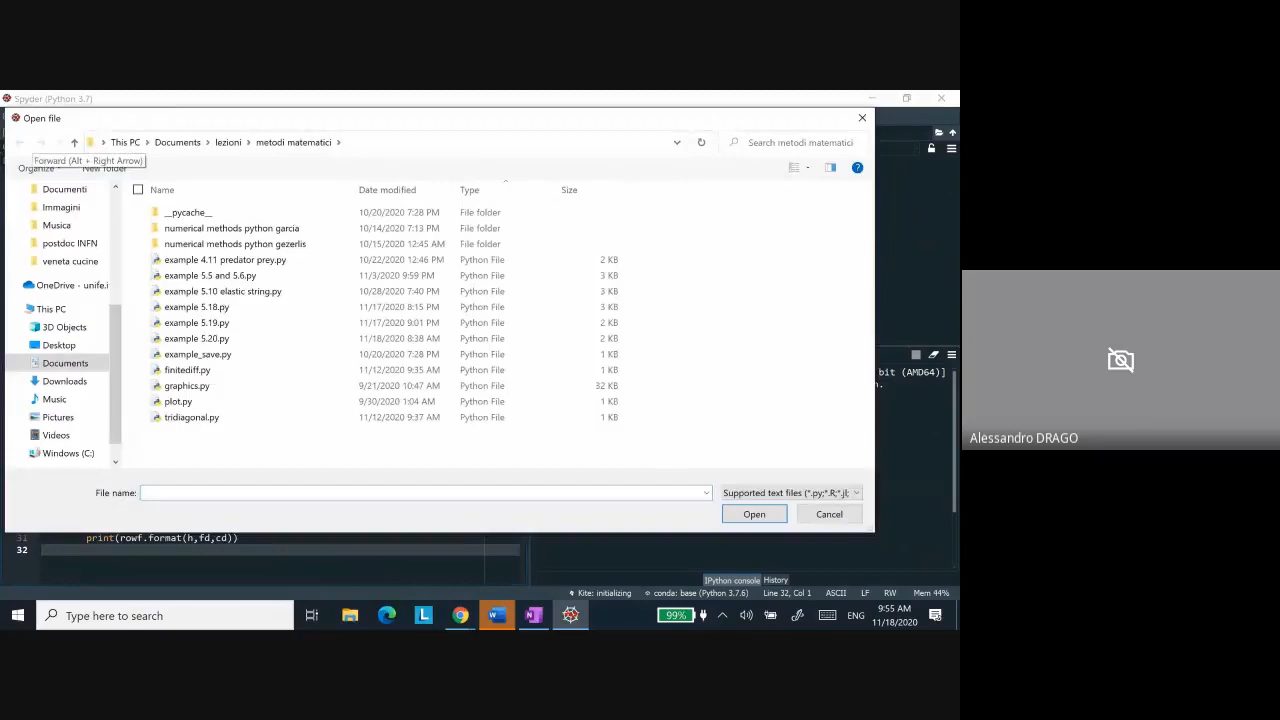 Spyder (Python 3.7)
Open file
This PC > Documents > lezioni > metodi matematici >
Search metodi matematici
Forward (Alt + Right Arrow)
Organize New folder
Name Date modified Type Size
Documenti
Immagini
Musica
postdoc INFN
veneta cucine
OneDrive - unife.i
This PC
3D Objects
Desktop
Documents
Downloads
Music
Pictures
Videos
Windows (C:)
__pycache__ 10/20/2020 7:28 PM File folder
numerical methods python garcia 10/14/2020 7:13 PM File folder
numerical methods python gezerlis 10/15/2020 12:45 AM File folder
example 4.11 predator prey.py 10/22/2020 12:46 PM Python File 2 KB
example 5.5 and 5.6.py 11/3/2020 9:59 PM Python File 3 KB
example 5.10 elastic string.py 10/28/2020 7:40 PM Python File 3 KB
example 5.18.py 11/17/2020 8:15 PM Python File 3 KB
example 5.19.py 11/17/2020 9:01 PM Python File 2 KB
example 5.20.py 11/18/2020 8:38 AM Python File 2 KB
example_save.py 10/20/2020 7:28 PM Python File 1 KB
finitediff.py 11/12/2020 9:35 AM Python File 1 KB
graphics.py 9/21/2020 10:47 AM Python File 32 KB
plot.py 9/30/2020 1:04 AM Python File 1 KB
tridiagonal.py 11/12/2020 9:37 AM Python File 1 KB
bit (AMD64)]
File name:
Supported text files (*.py;*.R;*.jl;
Open Cancel
31 print(rowf.format(h,fd,cd))
32
IPython console History
Kite: initializing conda: base (Python 3.7.6) Line 32, Col 1 ASCII LF RW Mem 44%
Type here to search
99%
ENG
9:55 AM
11/18/2020
Alessandro DRAGO